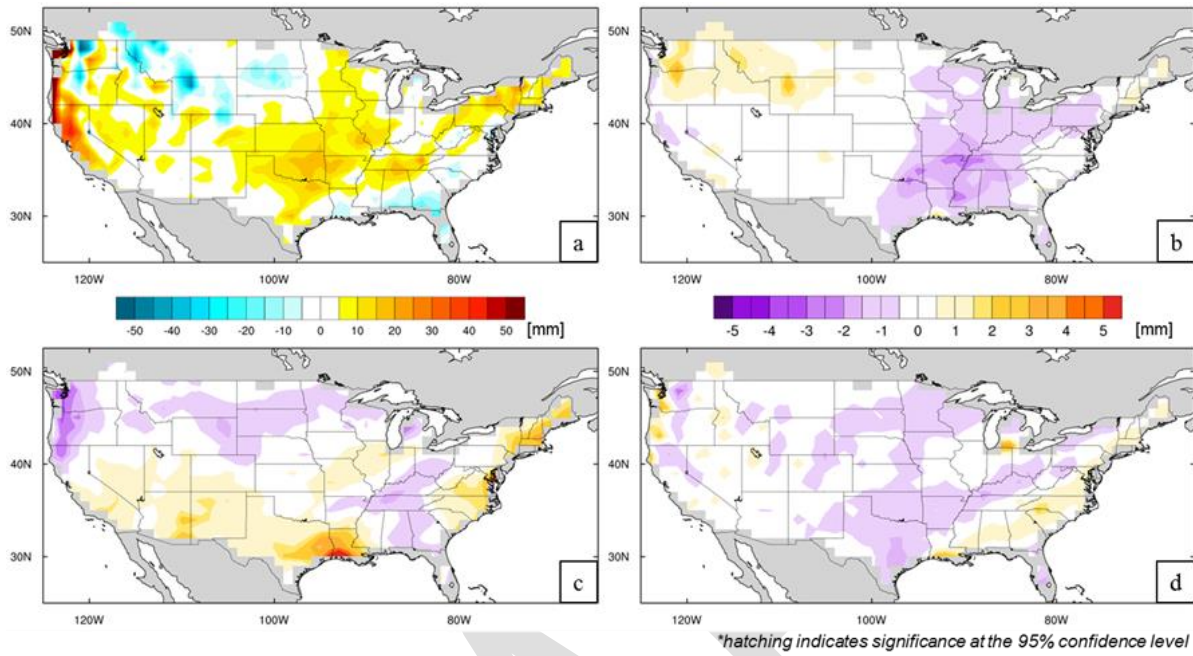 50N
40N
30N
a
120W 100W 80W
50N
40N
30N
b
120W 100W 80W
-50 -40 -30 -20 -10 0 10 20 30 40 50 [mm]
-5 -4 -3 -2 -1 0 1 2 3 4 5 [mm]
50N
40N
30N
c
120W 100W 80W
50N
40N
30N
d
120W 100W 80W
*hatching indicates significance at the 95% confidence level